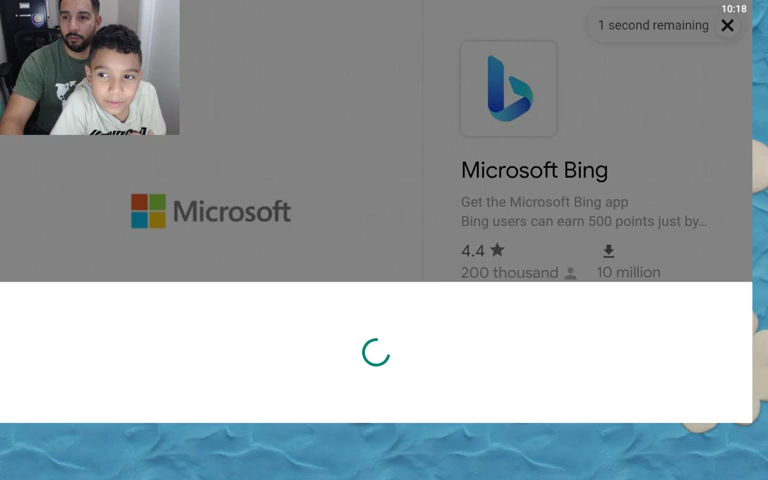 10:18
1 second remaining
Microsoft
Microsoft Bing
Get the Microsoft Bing app
Bing users can earn 500 points just by…
4.4
200 thousand
10 million